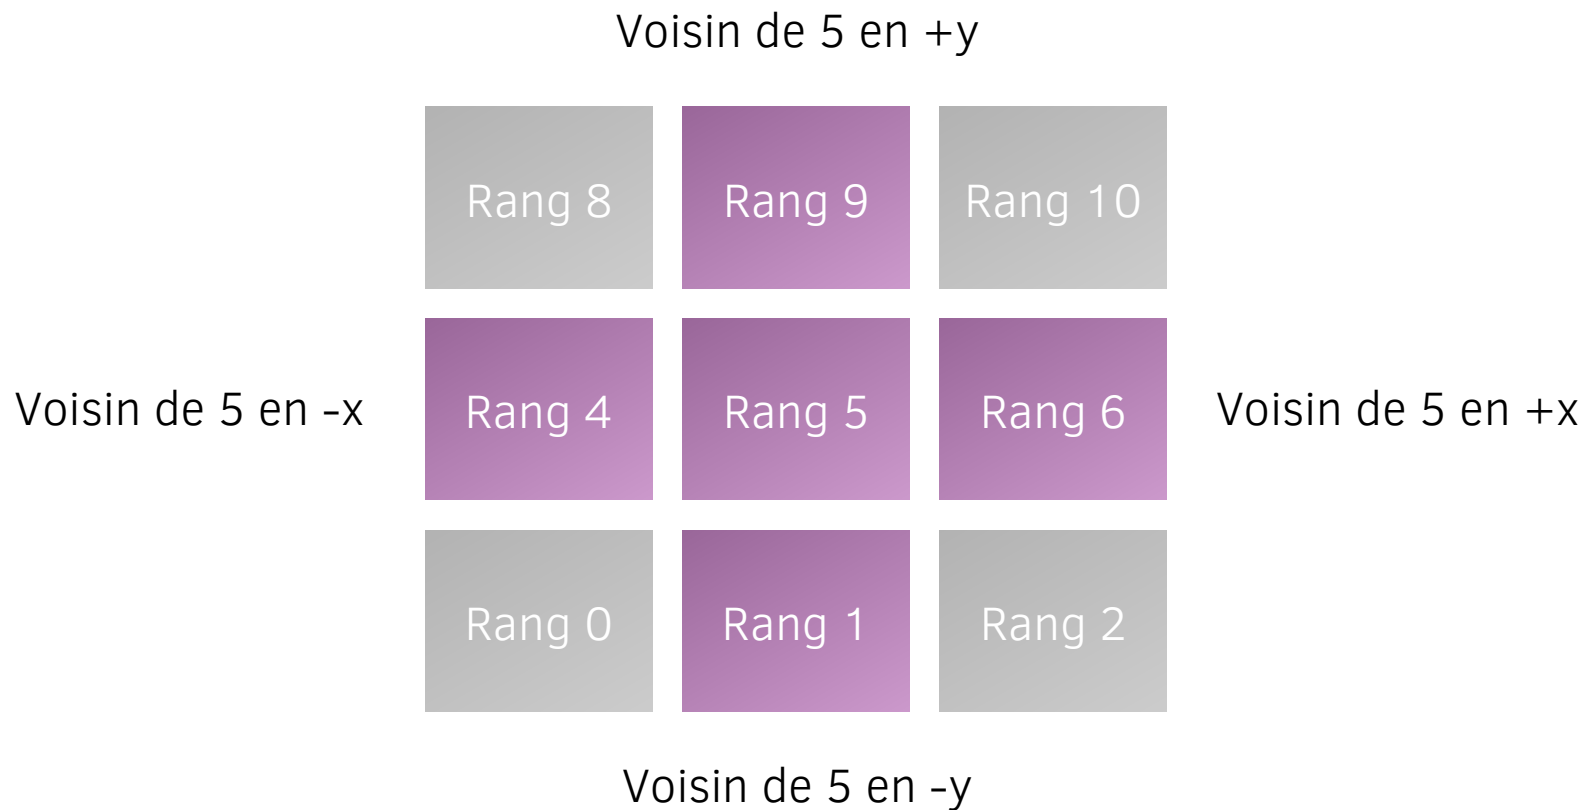 Voisin de 5 en +y
Rang 8 Rang 9 Rang 10
Voisin de 5 en -x Rang 4 Rang 5 Rang 6 Voisin de 5 en +x
Rang 0 Rang 1 Rang 2
Voisin de 5 en -y